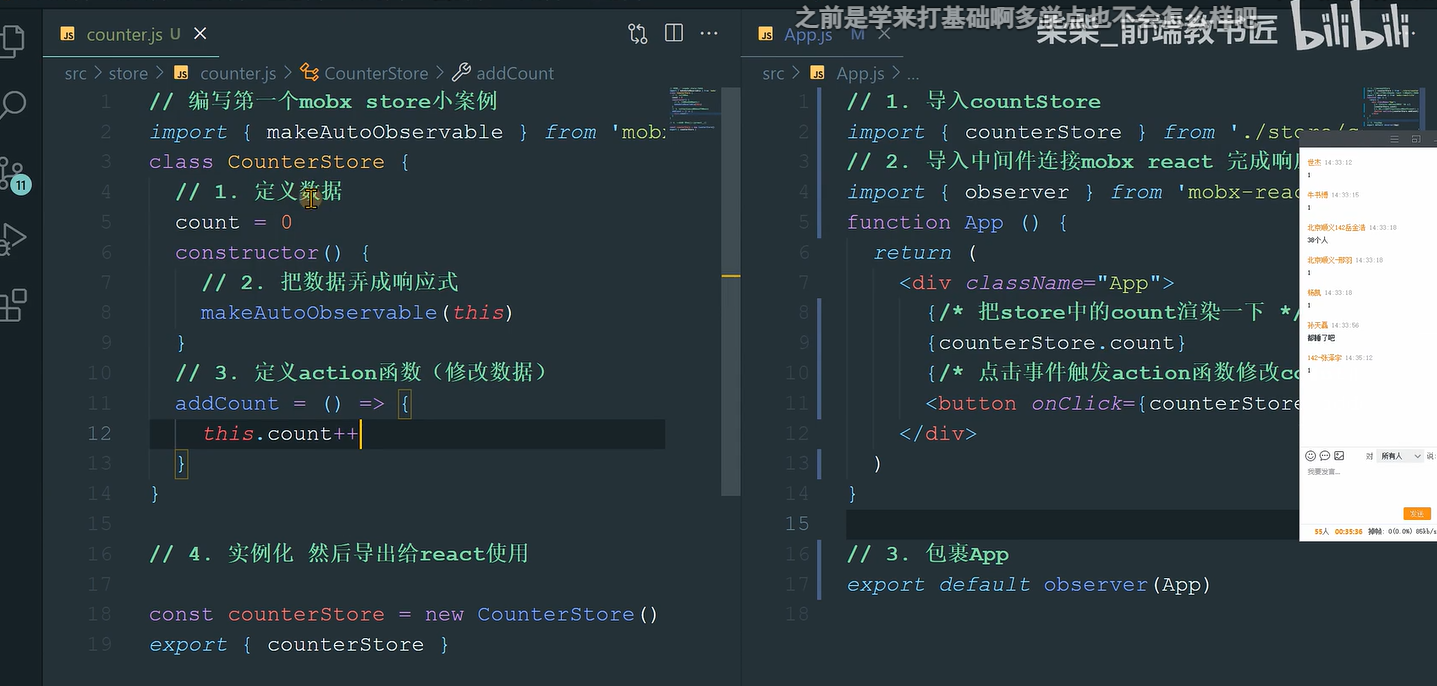 之前是学来打基础啊多学点也不会怎么样吧
柴柴_前端教书匠 bilibili
JS counter.js U
src > store > JS counter.js > CounterStore > addCount
1 // 编写第一个mobx store小案例
2 import { makeAutoObservable } from 'mob
3 class CounterStore {
4 // 1. 定义数据
5 count = 0
6 constructor() {
7 // 2. 把数据弄成响应式
8 makeAutoObservable(this)
9 }
10 // 3. 定义action函数（修改数据）
11 addCount = () => {
12 this.count++
13 }
14 }
15
16 // 4. 实例化 然后导出给react使用
17
18 const counterStore = new CounterStore()
19 export { counterStore }
11
JS App.js M
src > JS App.js > ...
1 // 1. 导入countStore
2 import { counterStore } from './store/c
3 // 2. 导入中间件连接mobx react 完成响
4 import { observer } from 'mobx-reac
5 function App () {
6 return (
7 <div className="App">
8 {/* 把store中的count渲染一下 */
9 {counterStore.count}
10 {/* 点击事件触发action函数修改co
11 <button onClick={counterStore
12 </div>
13 )
14 }
15
16 // 3. 包裹App
17 export default observer(App)
18
世杰 14:33:12
1
牛书博 14:33:15
1
北京顺义142岳金浩 14:33:18
38个人
北京顺义-邢羽 14:33:18
1
杨凯 14:33:18
1
孙天磊 14:33:56
都睡了吧
142-张泽宇 14:35:12
1
对 所有人 说:
我要发言...
发送
55人 00:35:36 掉帧: 0(0.0%) 85kb/s